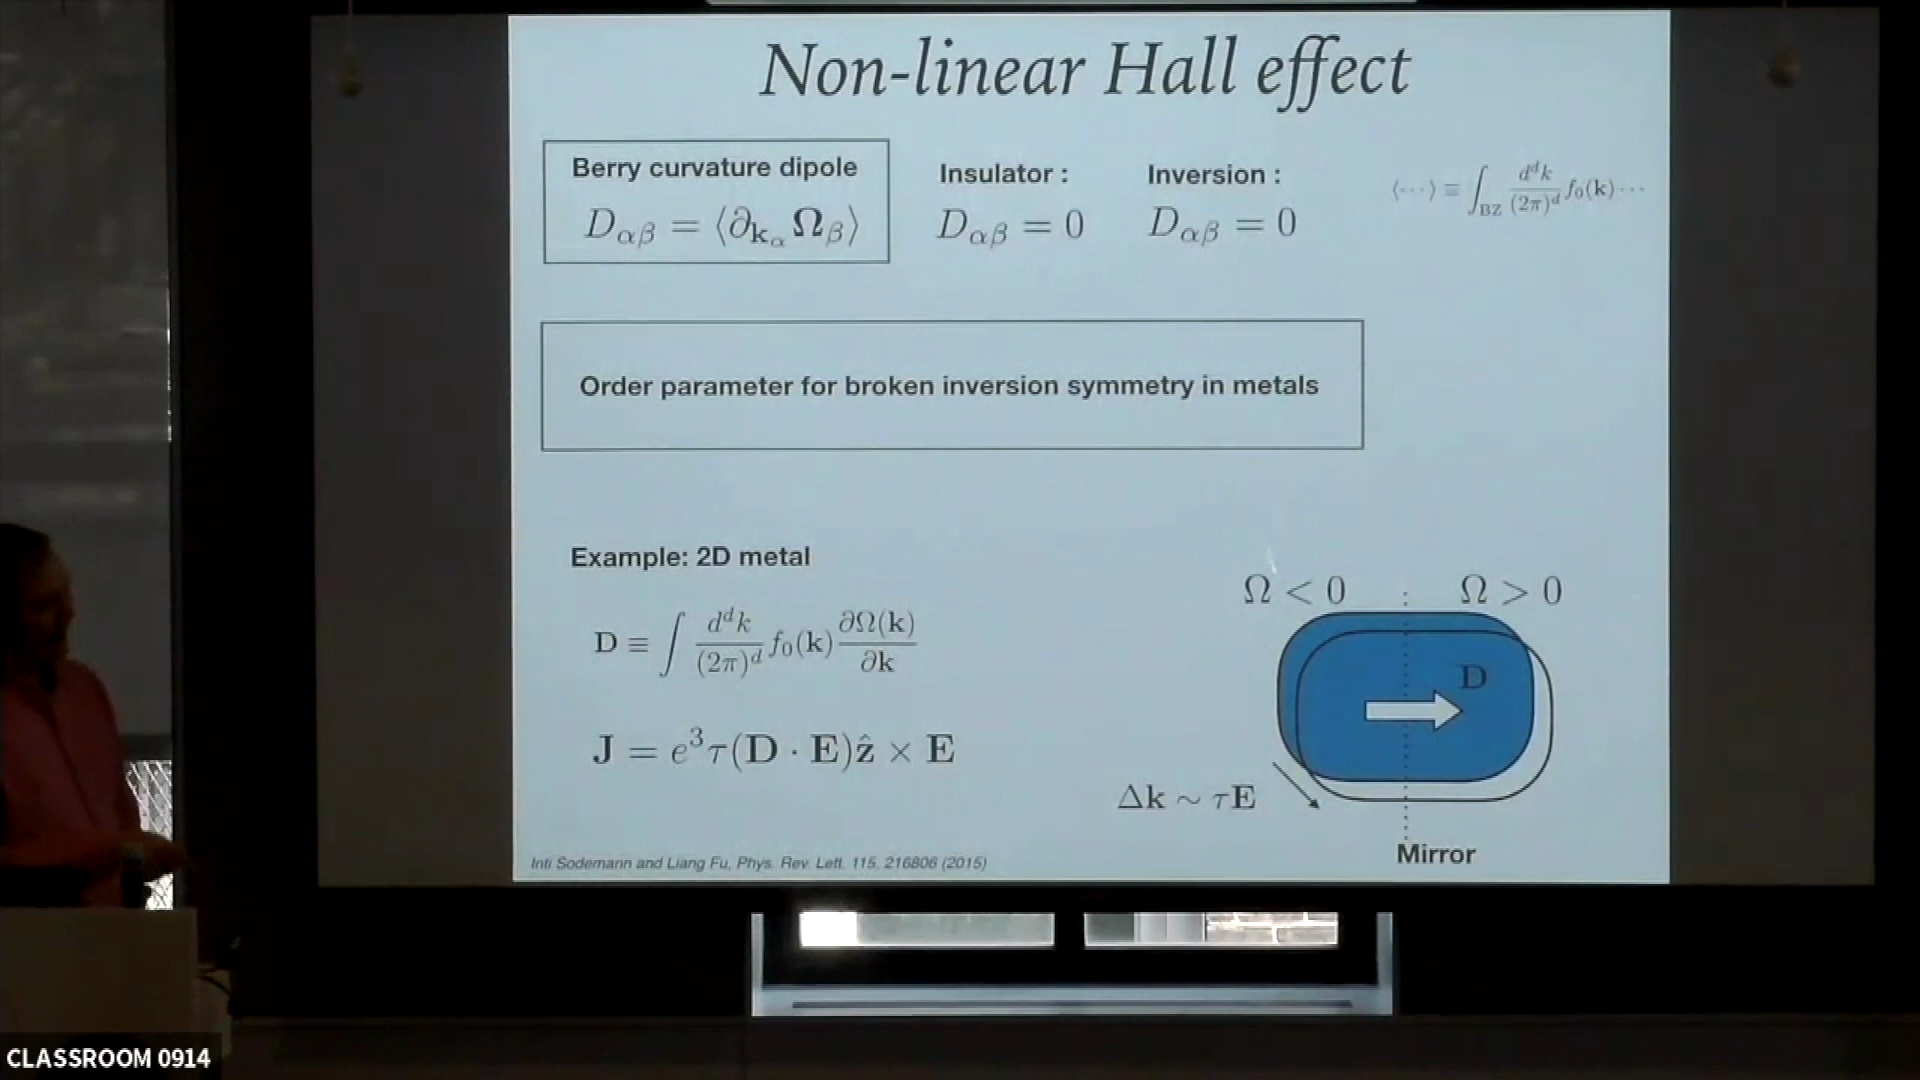 Non-linear Hall effect
Berry curvature dipole
D_{αβ} = ⟨∂_{k_α} Ω_β⟩
Insulator :
D_{αβ} = 0
Inversion :
D_{αβ} = 0
⟨···⟩ ≡ ∫_{BZ} d^d k/(2π)^d f_0(k) ···
Order parameter for broken inversion symmetry in metals
Example: 2D metal
D ≡ ∫ d^d k/(2π)^d f_0(k) ∂Ω(k)/∂k
J = e^3 τ(D · E)ẑ × E
Ω < 0
Ω > 0
D
Δk ~ τE
Mirror
Inti Sodemann and Liang Fu, Phys. Rev. Lett. 115, 216806 (2015)
CLASSROOM 0914